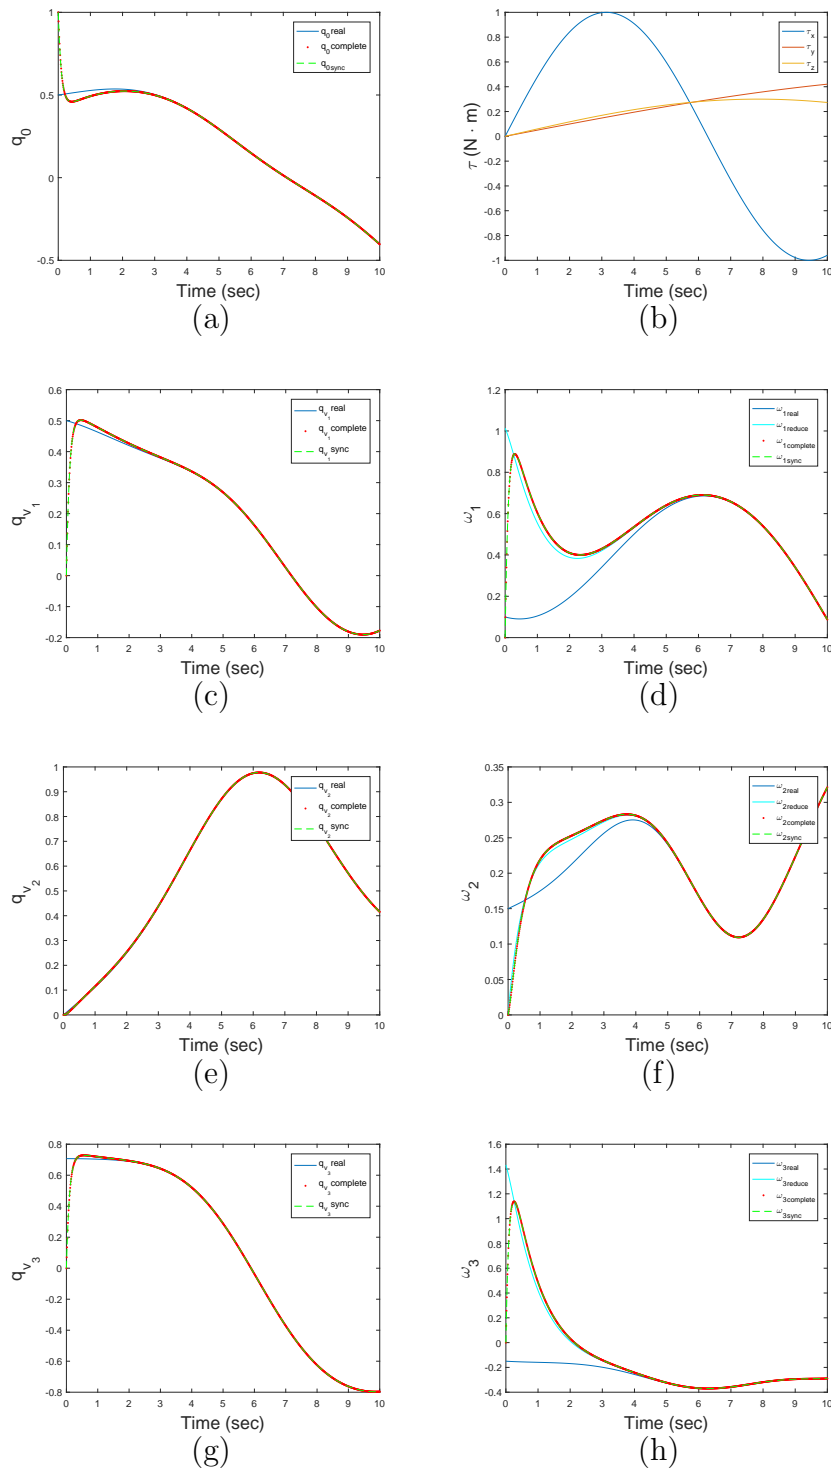 1
0.5
0
-0.5
q0
0 1 2 3 4 5 6 7 8 9 10
Time (sec)
q0 real
q0 complete
q0sync
(a)
1
0.8
0.6
0.4
0.2
0
-0.2
-0.4
-0.6
-0.8
-1
τ (N · m)
0 1 2 3 4 5 6 7 8 9 10
Time (sec)
τx
τy
τz
(b)
0.6
0.5
0.4
0.3
0.2
0.1
0
-0.1
-0.2
qv1
0 1 2 3 4 5 6 7 8 9 10
Time (sec)
qv1 real
qv1 complete
qv1 sync
(c)
1.2
1
0.8
0.6
0.4
0.2
0
ω1
0 1 2 3 4 5 6 7 8 9 10
Time (sec)
ω1real
ω1reduce
ω1complete
ω1sync
(d)
1
0.9
0.8
0.7
0.6
0.5
0.4
0.3
0.2
0.1
0
qv2
0 1 2 3 4 5 6 7 8 9 10
Time (sec)
qv2 real
qv2 complete
qv2 sync
(e)
0.35
0.3
0.25
0.2
0.15
0.1
0.05
0
ω2
0 1 2 3 4 5 6 7 8 9 10
Time (sec)
ω2real
ω2reduce
ω2complete
ω2sync
(f)
0.8
0.6
0.4
0.2
0
-0.2
-0.4
-0.6
-0.8
qv3
0 1 2 3 4 5 6 7 8 9 10
Time (sec)
qv3 real
qv3 complete
qv3 sync
(g)
1.6
1.4
1.2
1
0.8
0.6
0.4
0.2
0
-0.2
-0.4
ω3
0 1 2 3 4 5 6 7 8 9 10
Time (sec)
ω3real
ω3reduce
ω3complete
ω3sync
(h)